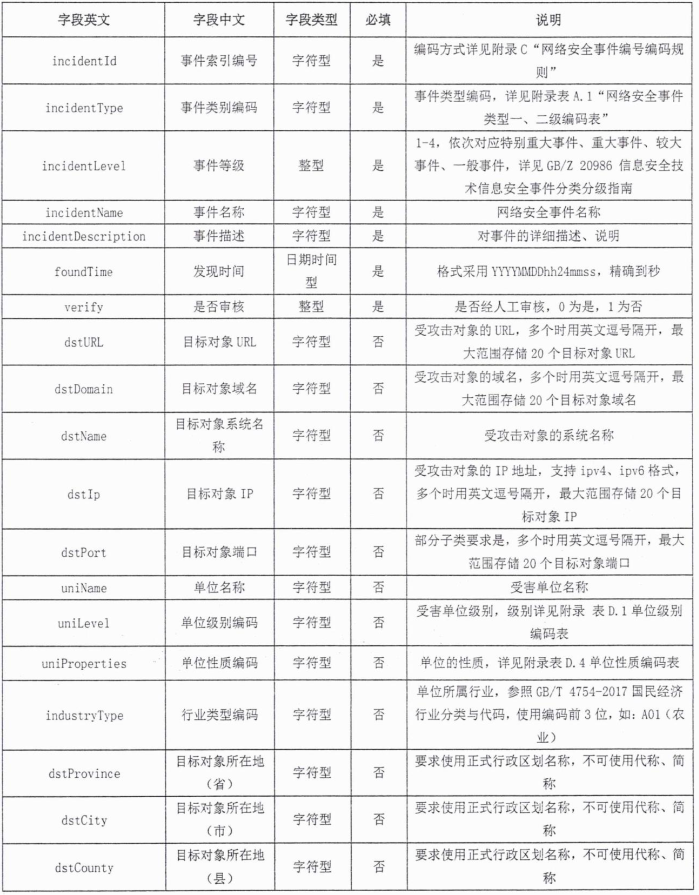 字段英文 字段中文 字段类型 必填 说明
incidentId 事件索引编号 字符型 是 编码方式详见附录 C“网络安全事件编号编码规
则”
incidentType 事件类别编码 字符型 是 事件类型编码，详见附录表 A.1“网络安全事件
类型一、二级编码表”
incidentLevel 事件等级 整型 是 1-4，依次对应特别重大事件、重大事件、较大
事件、一般事件，详见 GB/Z 20986 信息安全技
术信息安全事件分类分级指南
incidentName 事件名称 字符型 是 网络安全事件名称
incidentDescription 事件描述 字符型 是 对事件的详细描述、说明
foundTime 发现时间 日期时间
型 是 格式采用 YYYYMMDDhh24mmss，精确到秒
verify 是否审核 整型 是 是否经人工审核，0 为是，1 为否
dstURL 目标对象 URL 字符型 否 受攻击对象的 URL，多个时用英文逗号隔开，最
大范围存储 20 个目标对象 URL
dstDomain 目标对象域名 字符型 否 受攻击对象的域名，多个时用英文逗号隔开，最
大范围存储 20 个目标对象域名
dstName 目标对象系统名
称 字符型 否 受攻击对象的系统名称
dstIp 目标对象 IP 字符型 否 受攻击对象的 IP 地址，支持 ipv4、ipv6 格式，
多个时用英文逗号隔开，最大范围存储 20 个目
标对象 IP
dstPort 目标对象端口 字符型 否 部分子类要求是，多个时用英文逗号隔开，最大
范围存储 20 个目标对象端口
uniName 单位名称 字符型 否 受害单位名称
uniLevel 单位级别编码 字符型 否 受害单位级别，级别详见附录 表 D.1 单位级别
编码表
uniProperties 单位性质编码 字符型 否 单位的性质，详见附录表 D.4 单位性质编码表
industryType 行业类型编码 字符型 否 单位所属行业，参照 GB/T 4754-2017 国民经济
行业分类与代码，使用编码前 3 位，如：A01（农
业）
dstProvince 目标对象所在地
（省） 字符型 否 要求使用正式行政区划名称，不可使用代称、简
称
dstCity 目标对象所在地
（市） 字符型 否 要求使用正式行政区划名称，不可使用代称、简
称
dstCounty 目标对象所在地
（县） 字符型 否 要求使用正式行政区划名称，不可使用代称、简
称